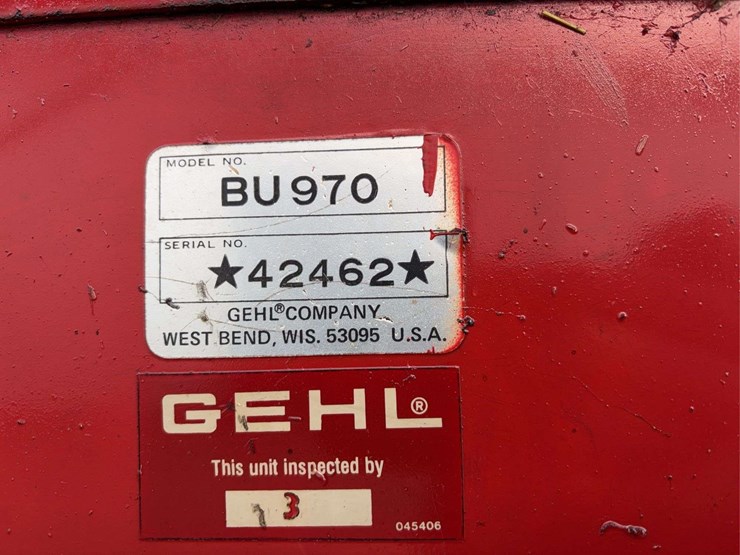 MODEL NO.
BU970
SERIAL NO.
★42462★
GEHL® COMPANY
WEST BEND, WIS. 53095 U.S.A.
GEHL®
This unit inspected by
3
045406